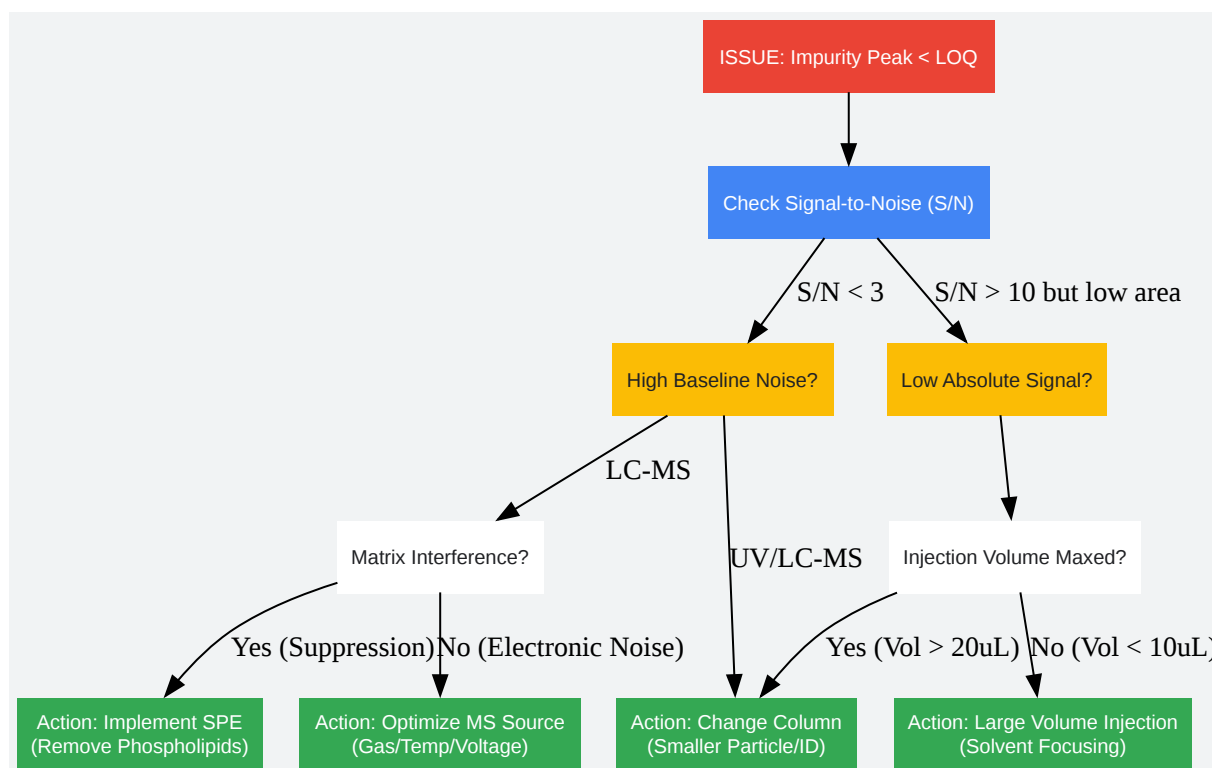 ISSUE: Impurity Peak < LOQ
Check Signal-to-Noise (S/N)
S/N < 3
S/N > 10 but low area
High Baseline Noise?
Low Absolute Signal?
LC-MS
Matrix Interference?
UV/LC-MS
Injection Volume Maxed?
Yes (Suppression)
No (Electronic Noise)
Yes (Vol > 20uL)
No (Vol < 10uL)
Action: Implement SPE
(Remove Phospholipids)
Action: Optimize MS Source
(Gas/Temp/Voltage)
Action: Change Column
(Smaller Particle/ID)
Action: Large Volume Injection
(Solvent Focusing)